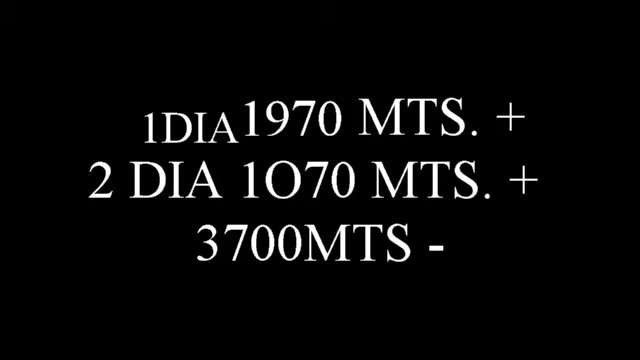 1DIA1970 MTS. +
2 DIA 1O70 MTS. +
3700MTS -